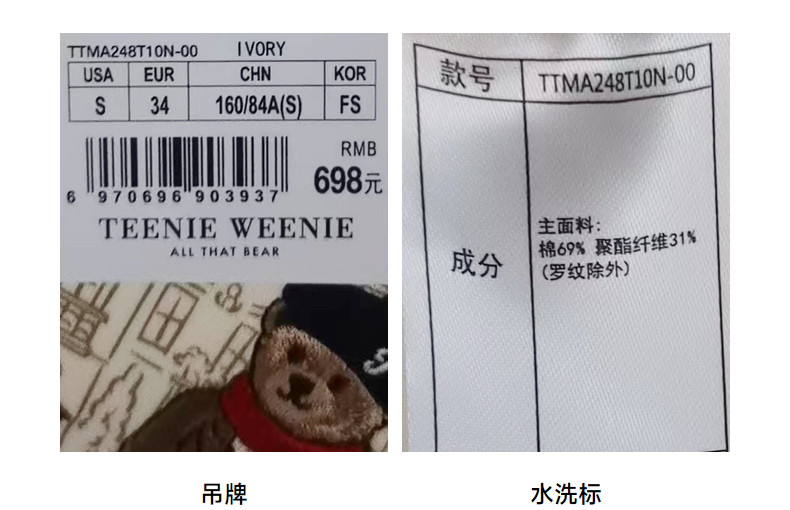 TTMA248T10N-00 IVORY
USA EUR CHN KOR
S 34 160/84A(S) FS
RMB
698元
6 970696 903937
TEENIE WEENIE
ALL THAT BEAR
款号 TTMA248T10N-00
成分
主面料:
棉69% 聚酯纤维31%
(罗纹除外)
吊牌 水洗标